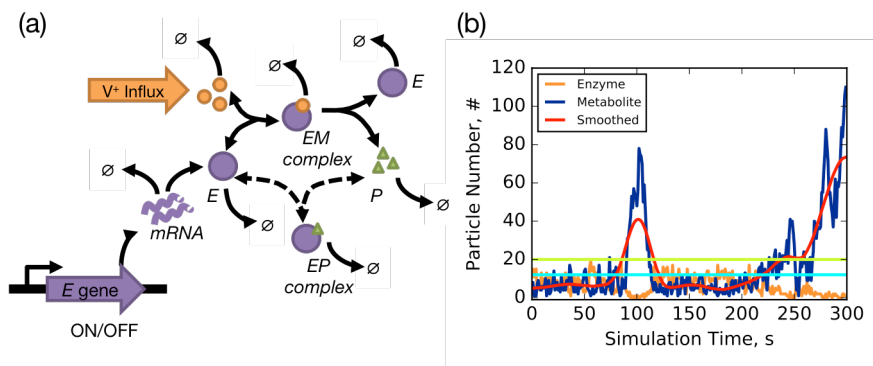 (a)
∅
∅
∅
V⁺ Influx
E
EM
complex
∅
E
P
∅
mRNA
∅
EP
complex
∅
E gene
ON/OFF
(b)
Particle Number, #
120
100
80
60
40
20
0
Enzyme
Metabolite
Smoothed
0 50 100 150 200 250 300
Simulation Time, s